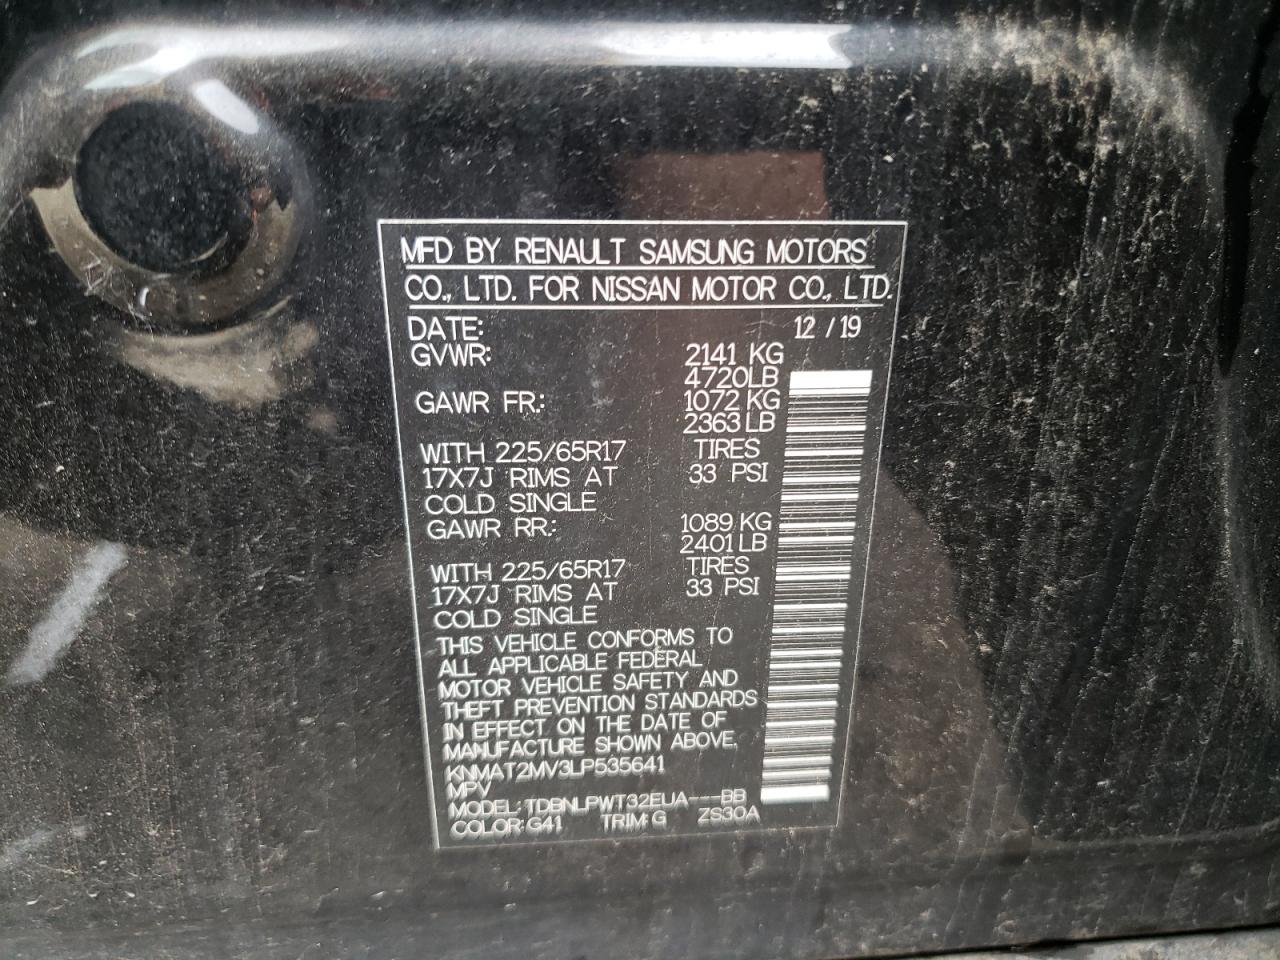 MFD BY RENAULT SAMSUNG MOTORS
CO., LTD. FOR NISSAN MOTOR CO., LTD.
DATE: 12 / 19
GVWR: 2141 KG
4720LB
GAWR FR.: 1072 KG
2363 LB
WITH 225/65R17 TIRES
17X7J RIMS AT 33 PSI
COLD SINGLE
GAWR RR.: 1089 KG
2401 LB
WITH 225/65R17 TIRES
17X7J RIMS AT 33 PSI
COLD SINGLE
THIS VEHICLE CONFORMS TO
ALL APPLICABLE FEDERAL
MOTOR VEHICLE SAFETY AND
THEFT PREVENTION STANDARDS
IN EFFECT ON THE DATE OF
MANUFACTURE SHOWN ABOVE.
KNMAT2MV3LP535641
MPV
MODEL: TDBNLPWT32EUA---BB
COLOR: G41 TRIM: G ZS30A